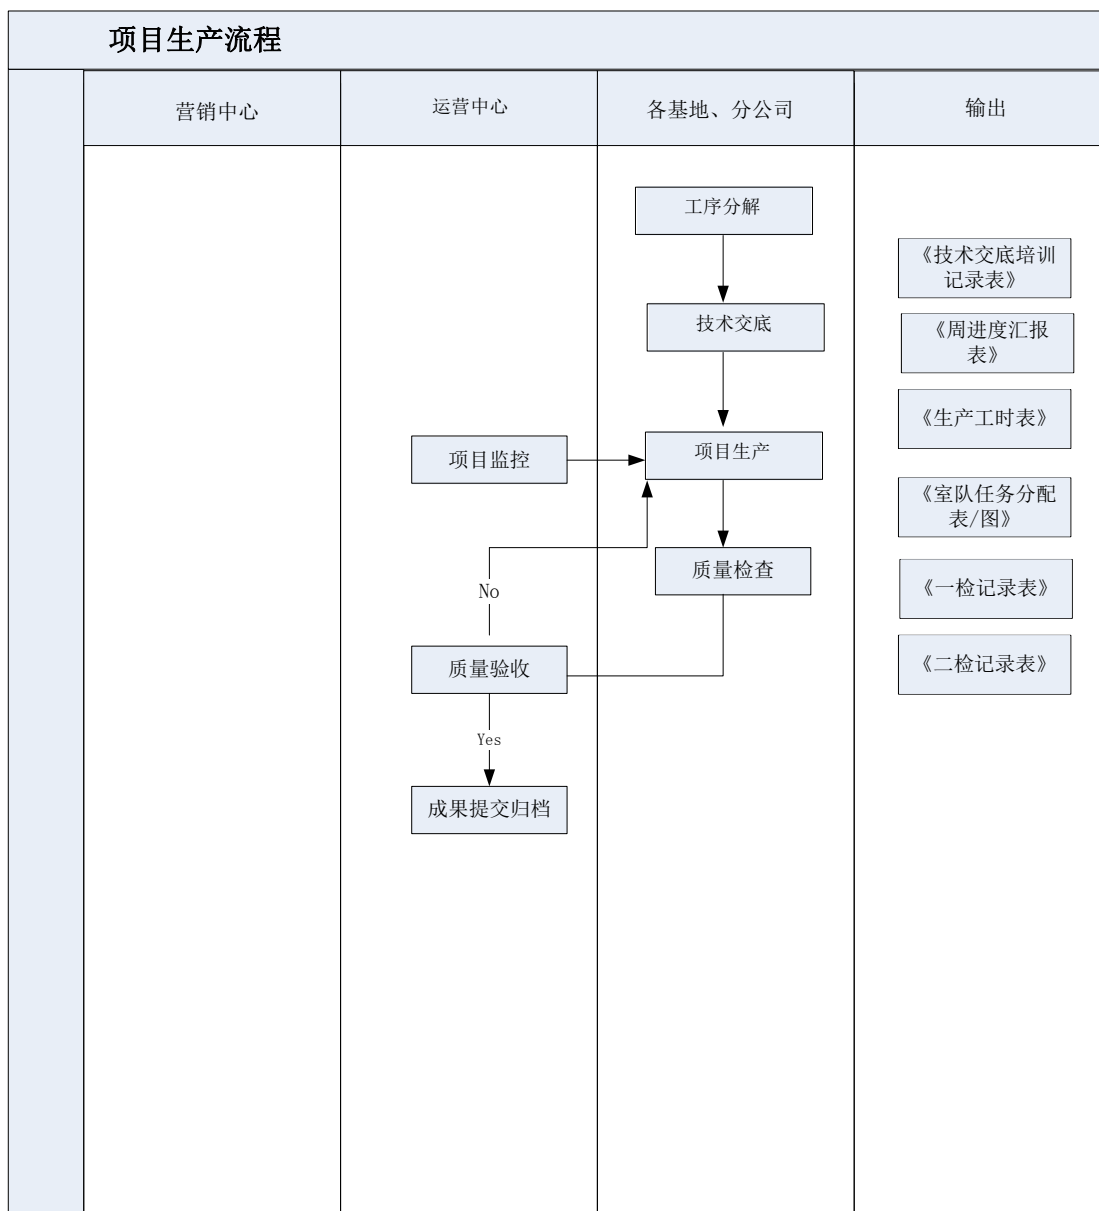 项目生产流程
营销中心
运营中心
各基地、分公司
输出
工序分解
《技术交底培训
记录表》
技术交底
《周进度汇报
表》
《生产工时表》
项目监控
项目生产
《室队任务分配
表/图》
质量检查
《一检记录表》
No
质量验收
《二检记录表》
Yes
成果提交归档